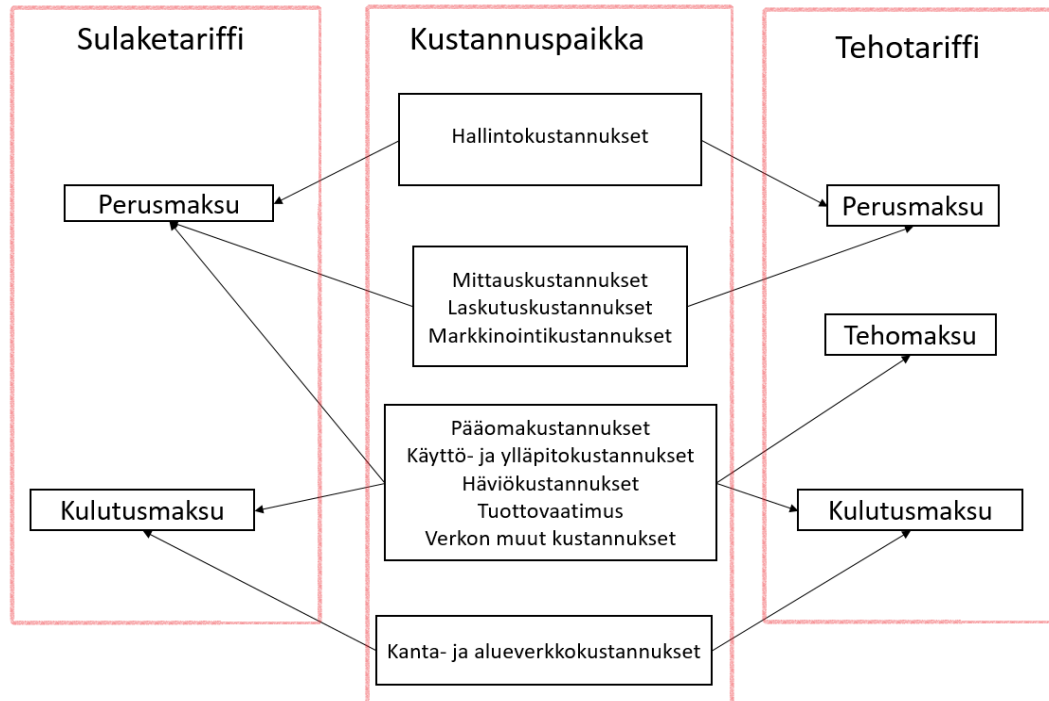 Sulaketariffi
Kustannuspaikka
Tehotariffi
Hallintokustannukset
Perusmaksu
Perusmaksu
Mittauskustannukset
Laskutuskustannukset
Markkinointikustannukset
Tehomaksu
Pääomakustannukset
Käyttö- ja ylläpitokustannukset
Häviökustannukset
Tuottovaatimus
Verkon muut kustannukset
Kulutusmaksu
Kulutusmaksu
Kanta- ja alueverkkokustannukset